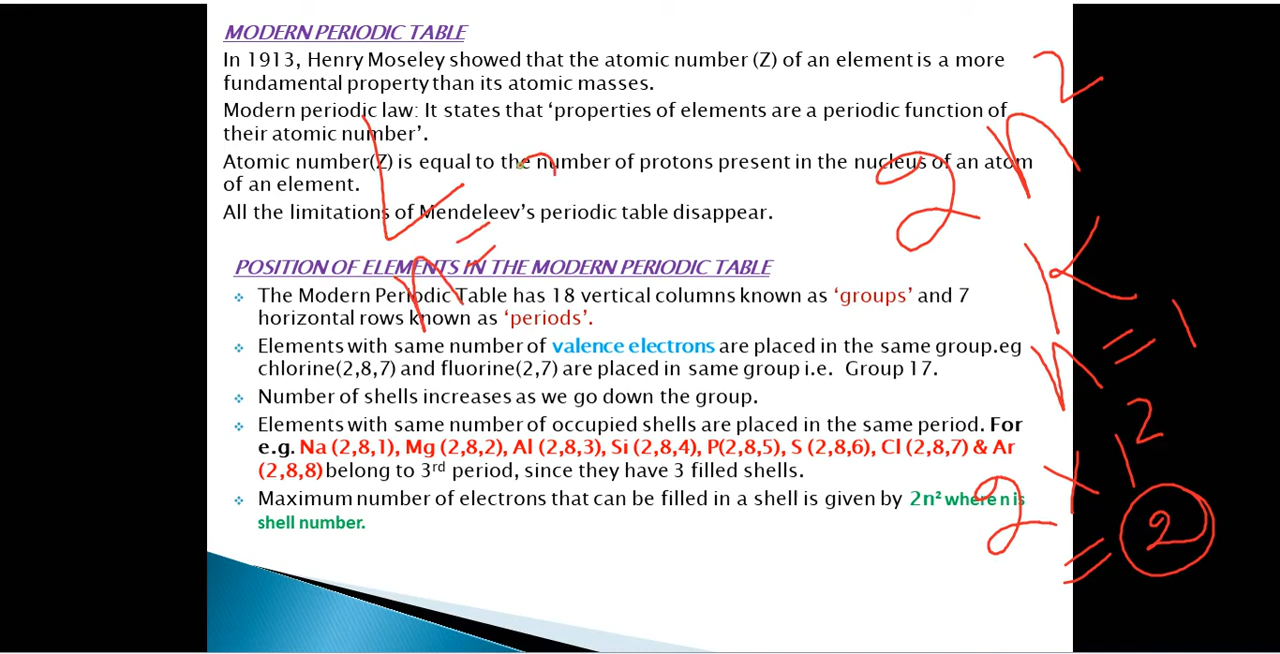 MODERN PERIODIC TABLE
In 1913, Henry Moseley showed that the atomic number (Z) of an element is a more
fundamental property than its atomic masses.
Modern periodic law: It states that ‘properties of elements are a periodic function of
their atomic number’.
Atomic number(Z) is equal to the number of protons present in the nucleus of an atom
of an element.
All the limitations of Mendeleev’s periodic table disappear.
POSITION OF ELEMENTS IN THE MODERN PERIODIC TABLE
The Modern Periodic Table has 18 vertical columns known as ‘groups’ and 7
horizontal rows known as ‘periods’.
Elements with same number of valence electrons are placed in the same group.eg
chlorine(2,8,7) and fluorine(2,7) are placed in same group i.e. Group 17.
Number of shells increases as we go down the group.
Elements with same number of occupied shells are placed in the same period. For
e.g. Na (2,8,1), Mg (2,8,2), Al (2,8,3), Si (2,8,4), P(2,8,5), S (2,8,6), Cl (2,8,7) & Ar
(2,8,8) belong to 3rd period, since they have 3 filled shells.
Maximum number of electrons that can be filled in a shell is given by 2n² where n is
shell number.
2n²
K
n=1
2×1²
=2
L
n=